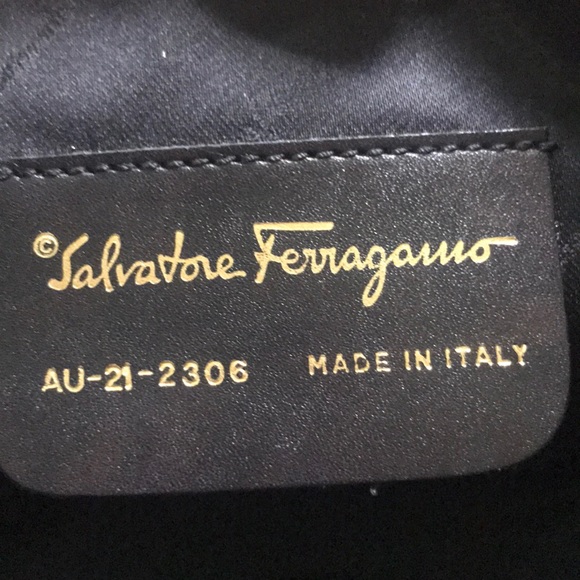 © Salvatore Ferragamo
AU-21-2306 MADE IN ITALY